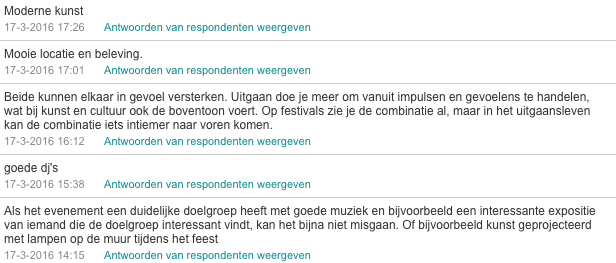 Moderne kunst
17-3-2016 17:26 Antwoorden van respondenten weergeven
Mooie locatie en beleving.
17-3-2016 17:01 Antwoorden van respondenten weergeven
Beide kunnen elkaar in gevoel versterken. Uitgaan doe je meer om vanuit impulsen en gevoelens te handelen,
wat bij kunst en cultuur ook de boventoon voert. Op festivals zie je de combinatie al, maar in het uitgaansleven
kan de combinatie iets intiemer naar voren komen.
17-3-2016 16:12 Antwoorden van respondenten weergeven
goede dj's
17-3-2016 15:38 Antwoorden van respondenten weergeven
Als het evenement een duidelijke doelgroep heeft met goede muziek en bijvoorbeeld een interessante expositie
van iemand die de doelgroep interessant vindt, kan het bijna niet misgaan. Of bijvoorbeeld kunst geprojecteerd
met lampen op de muur tijdens het feest
17-3-2016 14:15 Antwoorden van respondenten weergeven